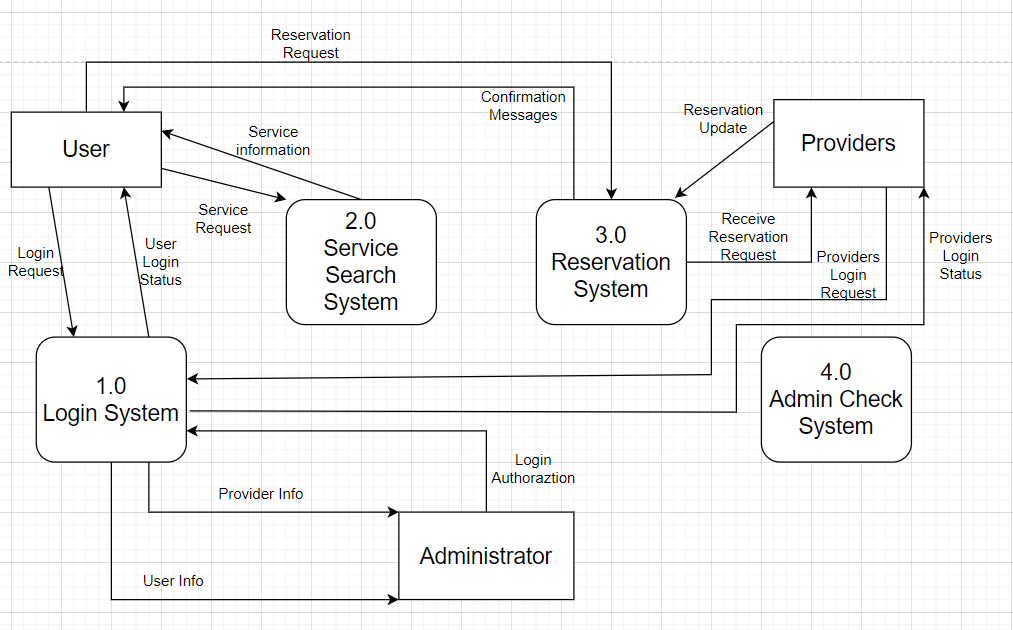 Reservation
Request
Confirmation
Messages
Reservation
Update
User
Service
information
Providers
Service
Request
2.0
Service
Search
System
3.0
Reservation
System
Receive
Reservation
Request
Providers
Login
Request
Providers
Login
Status
Login
Request
User
Login
Status
1.0
Login System
4.0
Admin Check
System
Login
Authoraztion
Provider Info
Administrator
User Info